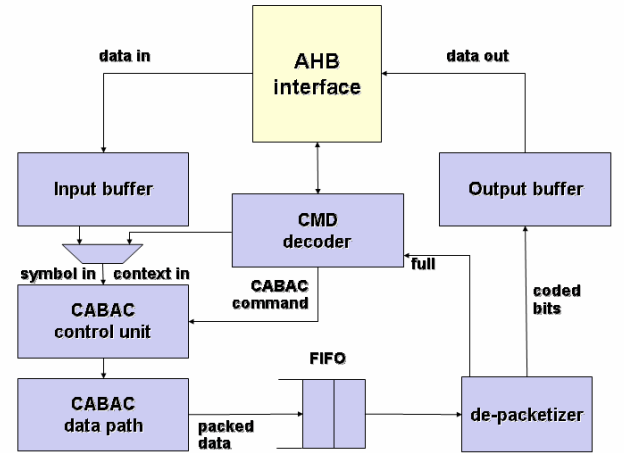 data in
AHB
interface
data out
Input buffer
CMD
decoder
Output buffer
symbol in
context in
CABAC
command
full
coded
bits
CABAC
control unit
FIFO
CABAC
data path
packed
data
de-packetizer